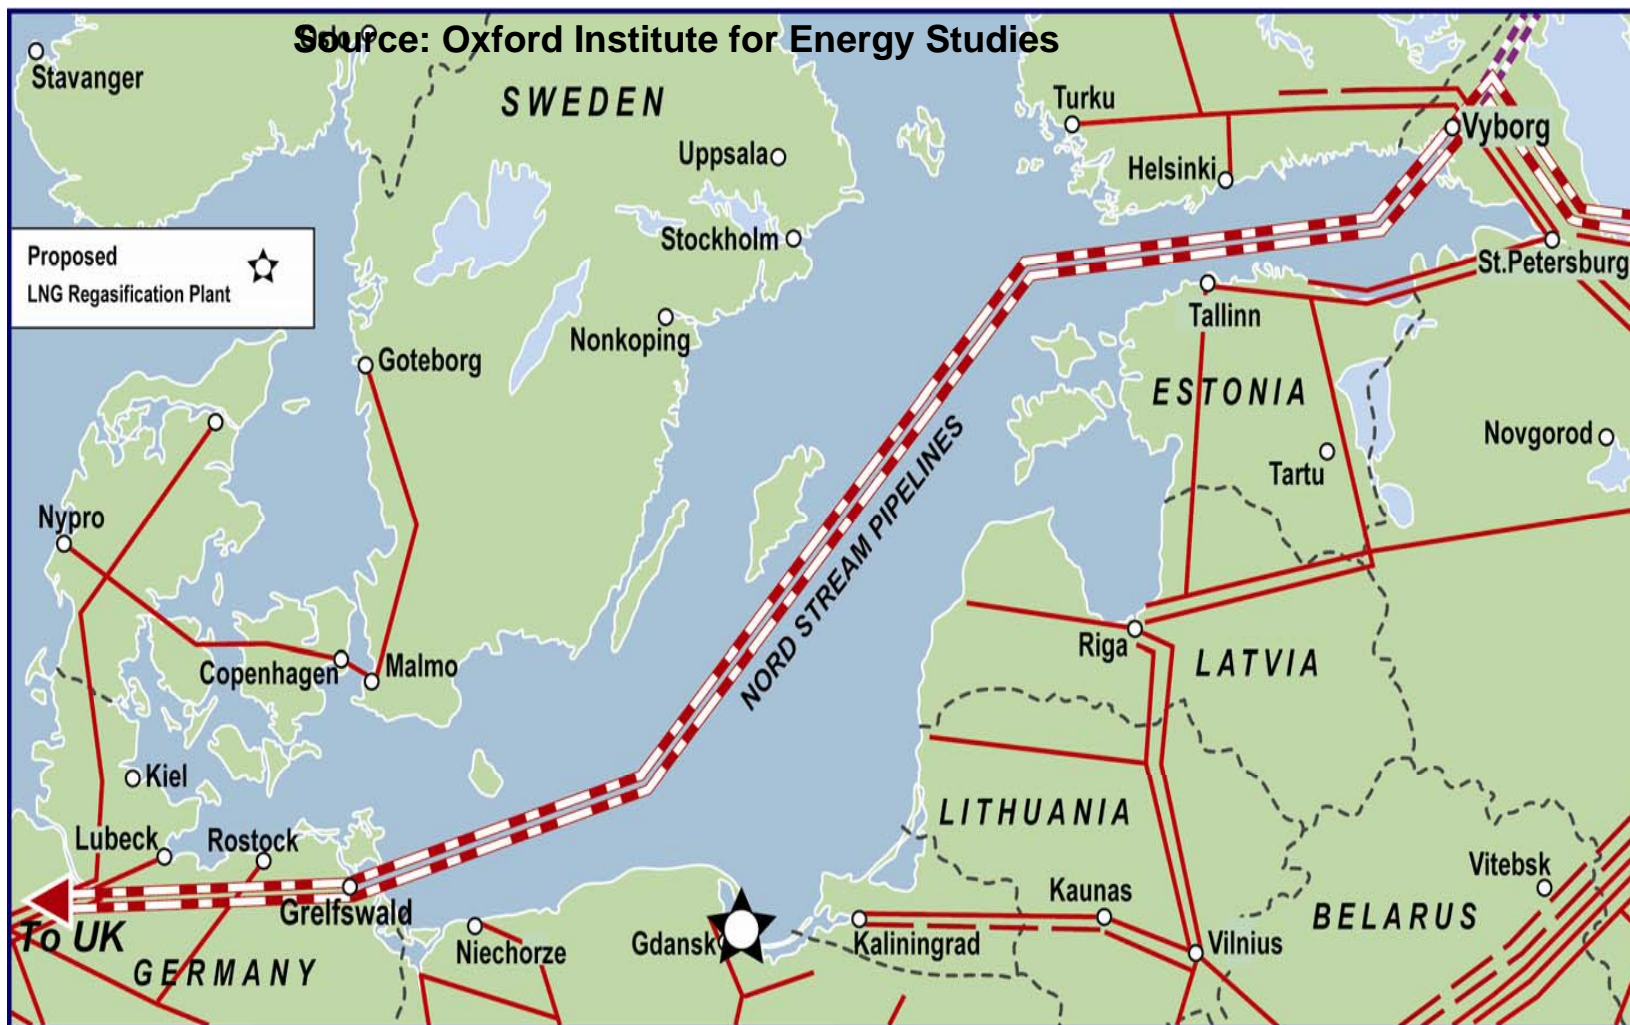 Source: Oxford Institute for Energy Studies
Oslo
Stavanger
SWEDEN
Turku
Vyborg
Uppsala
Helsinki
Stockholm
St.Petersburg
Proposed
LNG Regasification Plant
Tallinn
Nonkoping
Goteborg
ESTONIA
Novgorod
Tartu
NORD STREAM PIPELINES
Nypro
Riga
LATVIA
Copenhagen
Malmo
Kiel
LITHUANIA
Lubeck
Rostock
Vitebsk
Kaunas
BELARUS
Grelfswald
To UK
Niechorze
Gdansk
Kaliningrad
Vilnius
GERMANY